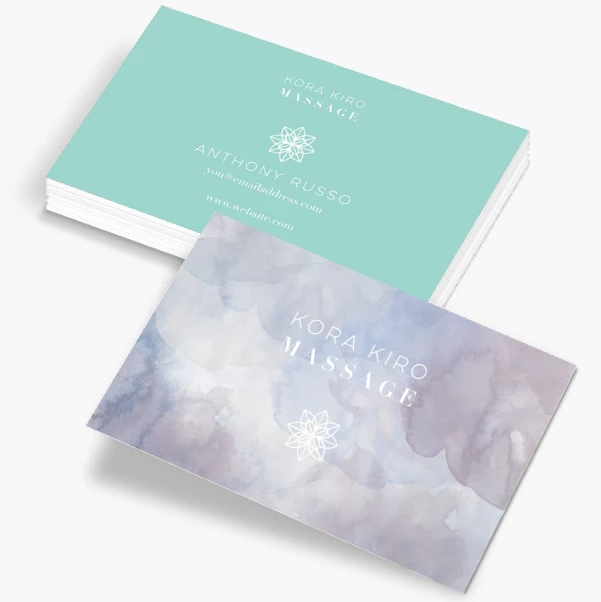 KORA KIRO
MASSAGE
ANTHONY RUSSO
you@emailaddress.com
www.website.com
KORA KIRO
MASSAGE